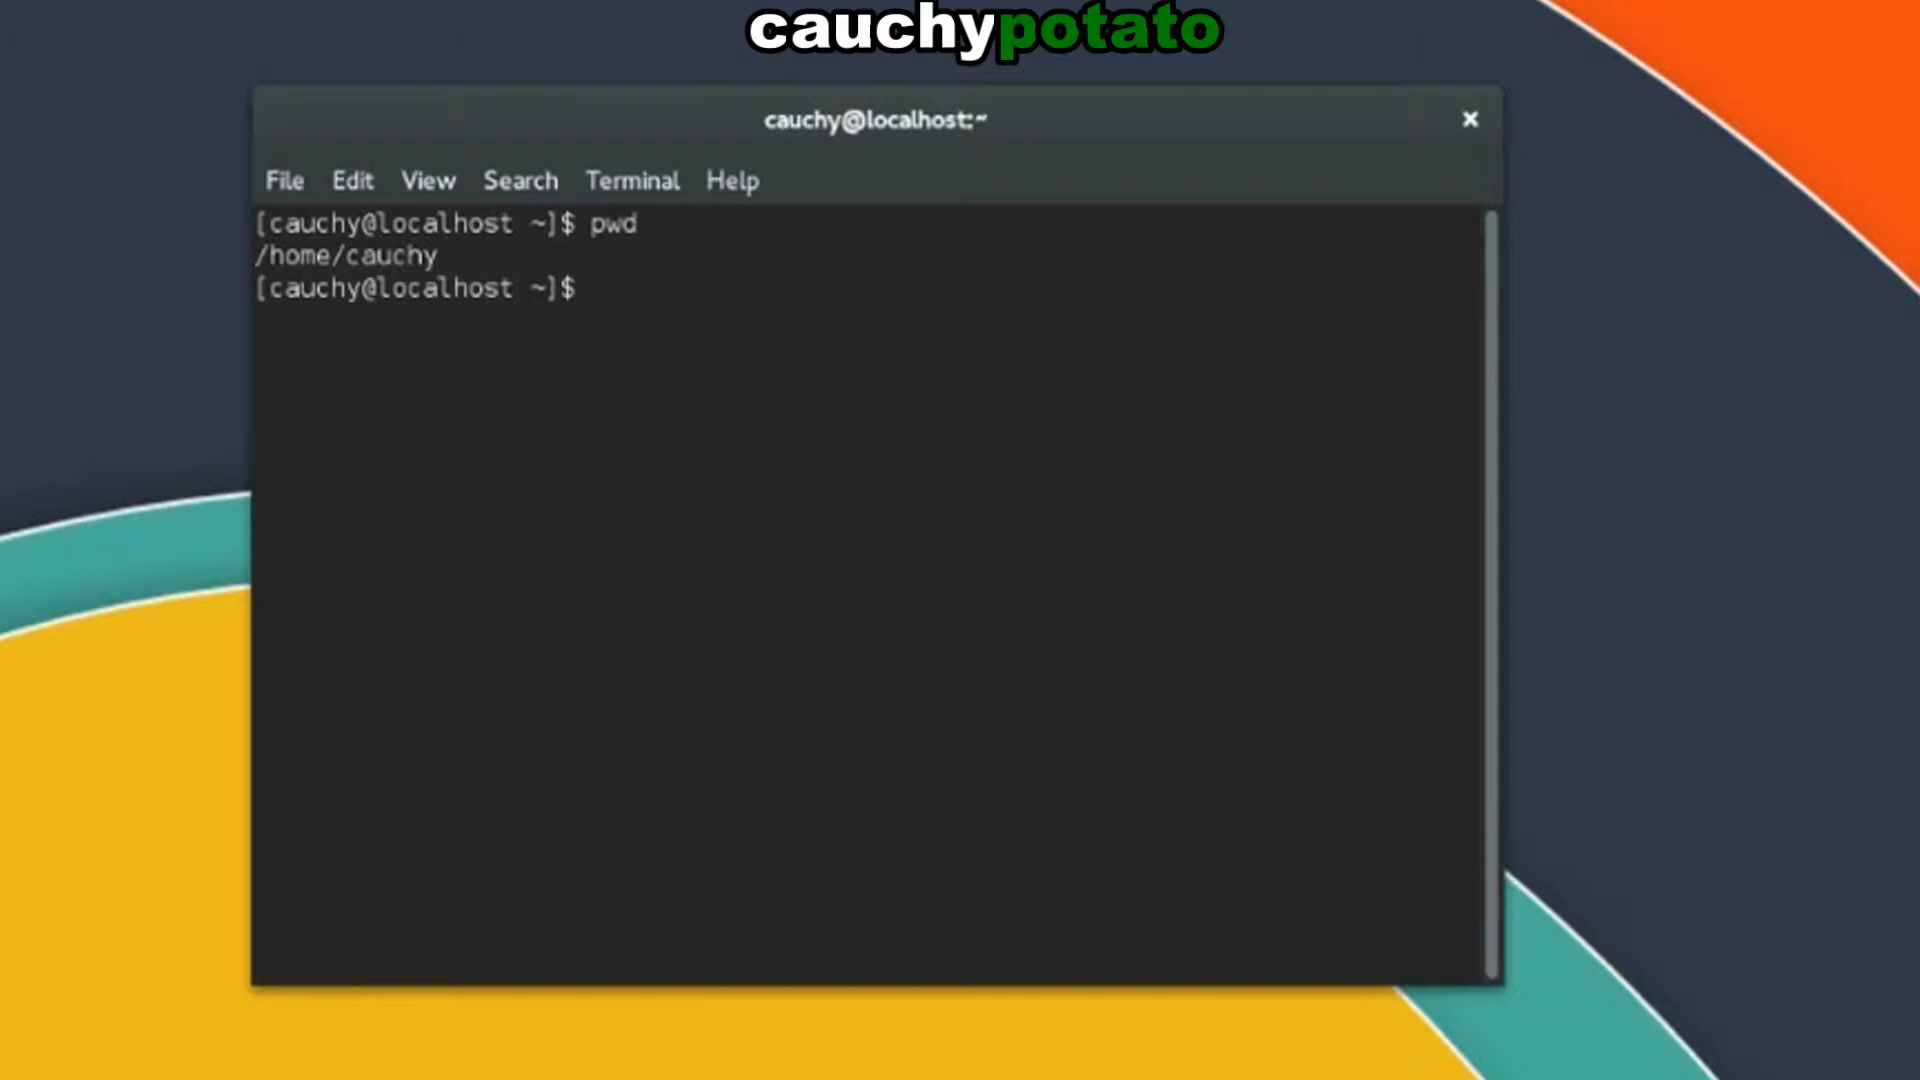 cauchypotato
cauchy@localhost:~
File Edit View Search Terminal Help
[cauchy@localhost ~]$ pwd
/home/cauchy
[cauchy@localhost ~]$